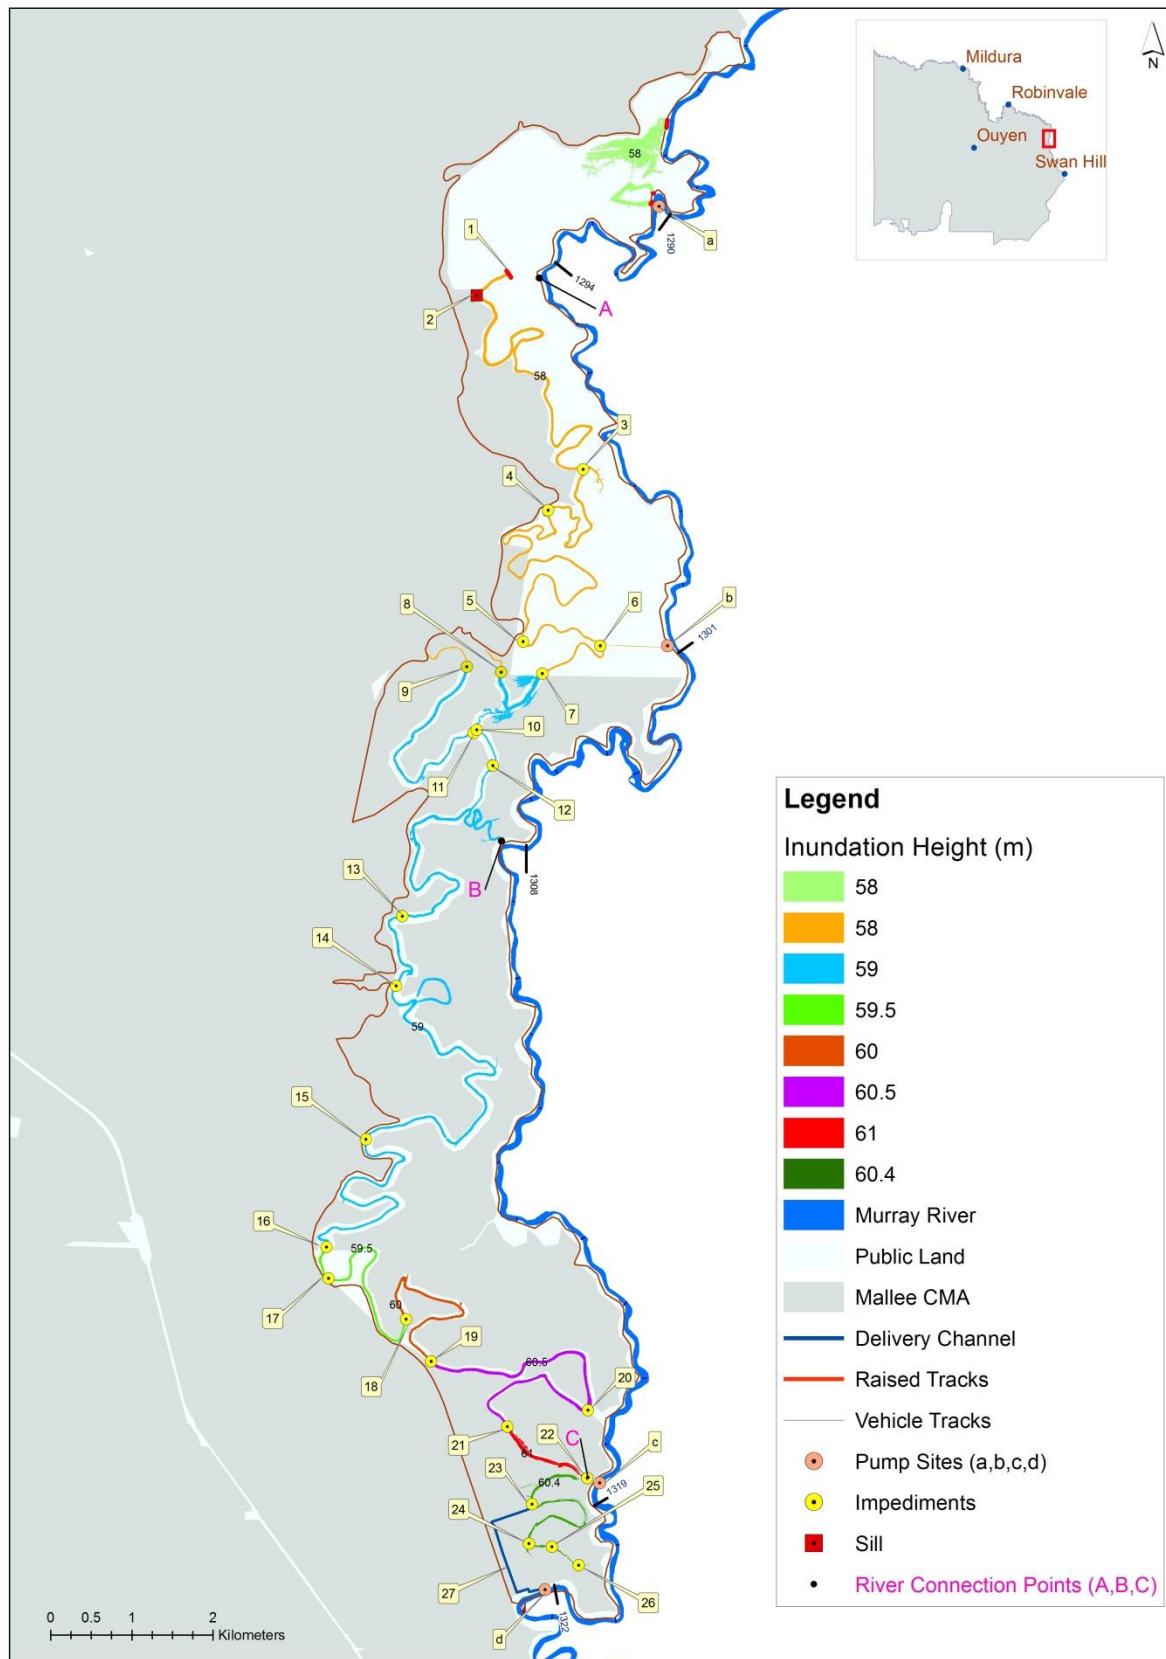 N
Mildura
Robinvale
Ouyen
Swan Hill
58
1
a
1290
1294
A
2
58
3
4
8
5
6
b
1301
9
7
10
11
12
B
1308
13
14
59
15
16
59.5
17
60
19
60.5
18
20
21
22
C
c
61
23
60.4
25
1319
24
27
26
d
1322
0 0.5 1 2
Kilometers
Legend
Inundation Height (m)
58
58
59
59.5
60
60.5
61
60.4
Murray River
Public Land
Mallee CMA
Delivery Channel
Raised Tracks
Vehicle Tracks
Pump Sites (a,b,c,d)
Impediments
Sill
River Connection Points (A,B,C)